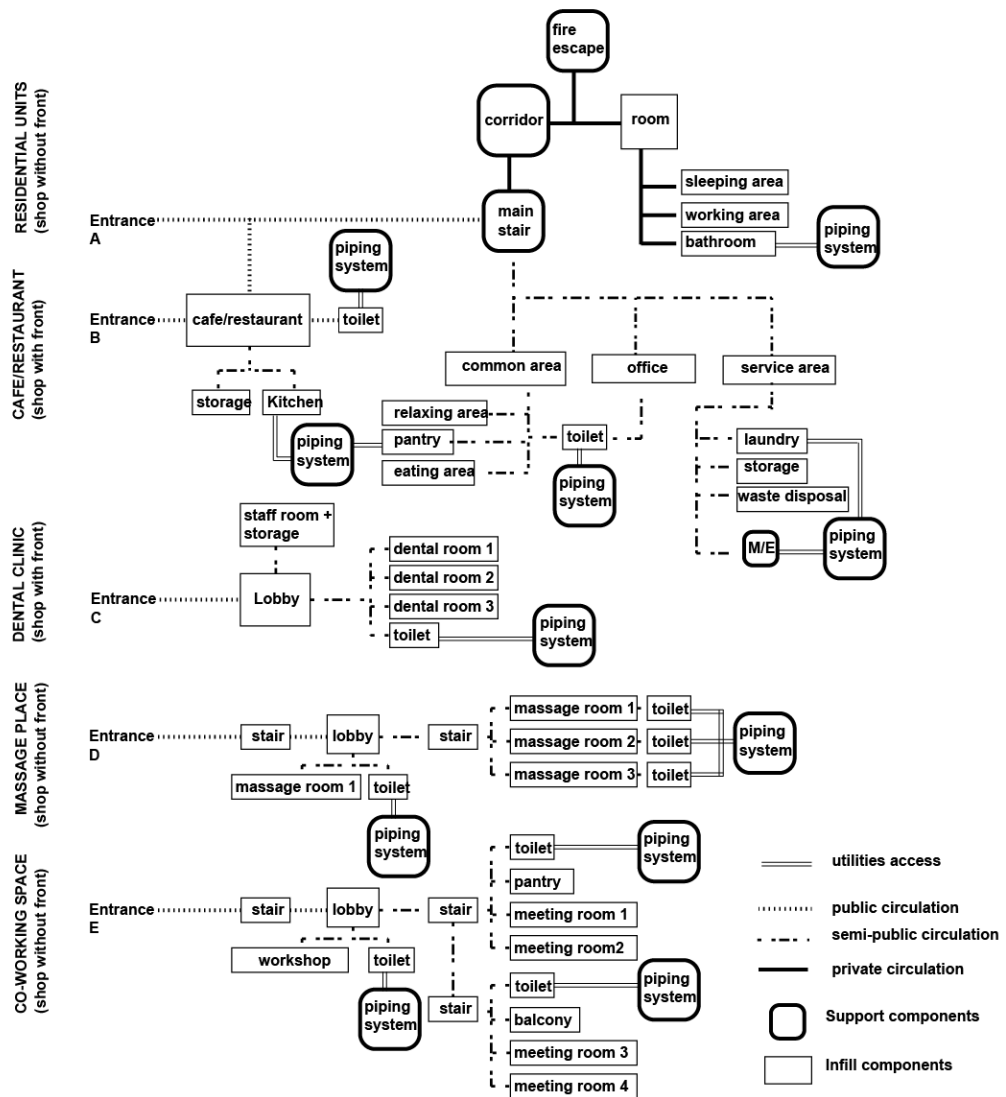 RESIDENTIAL UNITS
(shop without front)
fire
escape
corridor
room
sleeping area
working area
bathroom
piping
system
Entrance
A
main
stair
piping
system
CAFE/RESTAURANT
(shop with front)
Entrance
B
cafe/restaurant
toilet
storage
Kitchen
piping
system
common area
office
service area
relaxing area
pantry
eating area
toilet
piping
system
laundry
storage
waste disposal
M/E
piping
system
DENTAL CLINIC
(shop with front)
staff room +
storage
Entrance
C
Lobby
dental room 1
dental room 2
dental room 3
toilet
piping
system
MASSAGE PLACE
(shop without front)
Entrance
D
stair
lobby
stair
massage room 1
toilet
massage room 2
toilet
massage room 3
toilet
piping
system
massage room 1
toilet
piping
system
CO-WORKING SPACE
(shop without front)
Entrance
E
stair
lobby
stair
toilet
piping
system
pantry
meeting room 1
meeting room2
workshop
toilet
piping
system
stair
toilet
piping
system
balcony
meeting room 3
meeting room 4
utilities access
public circulation
semi-public circulation
private circulation
Support components
Infill components